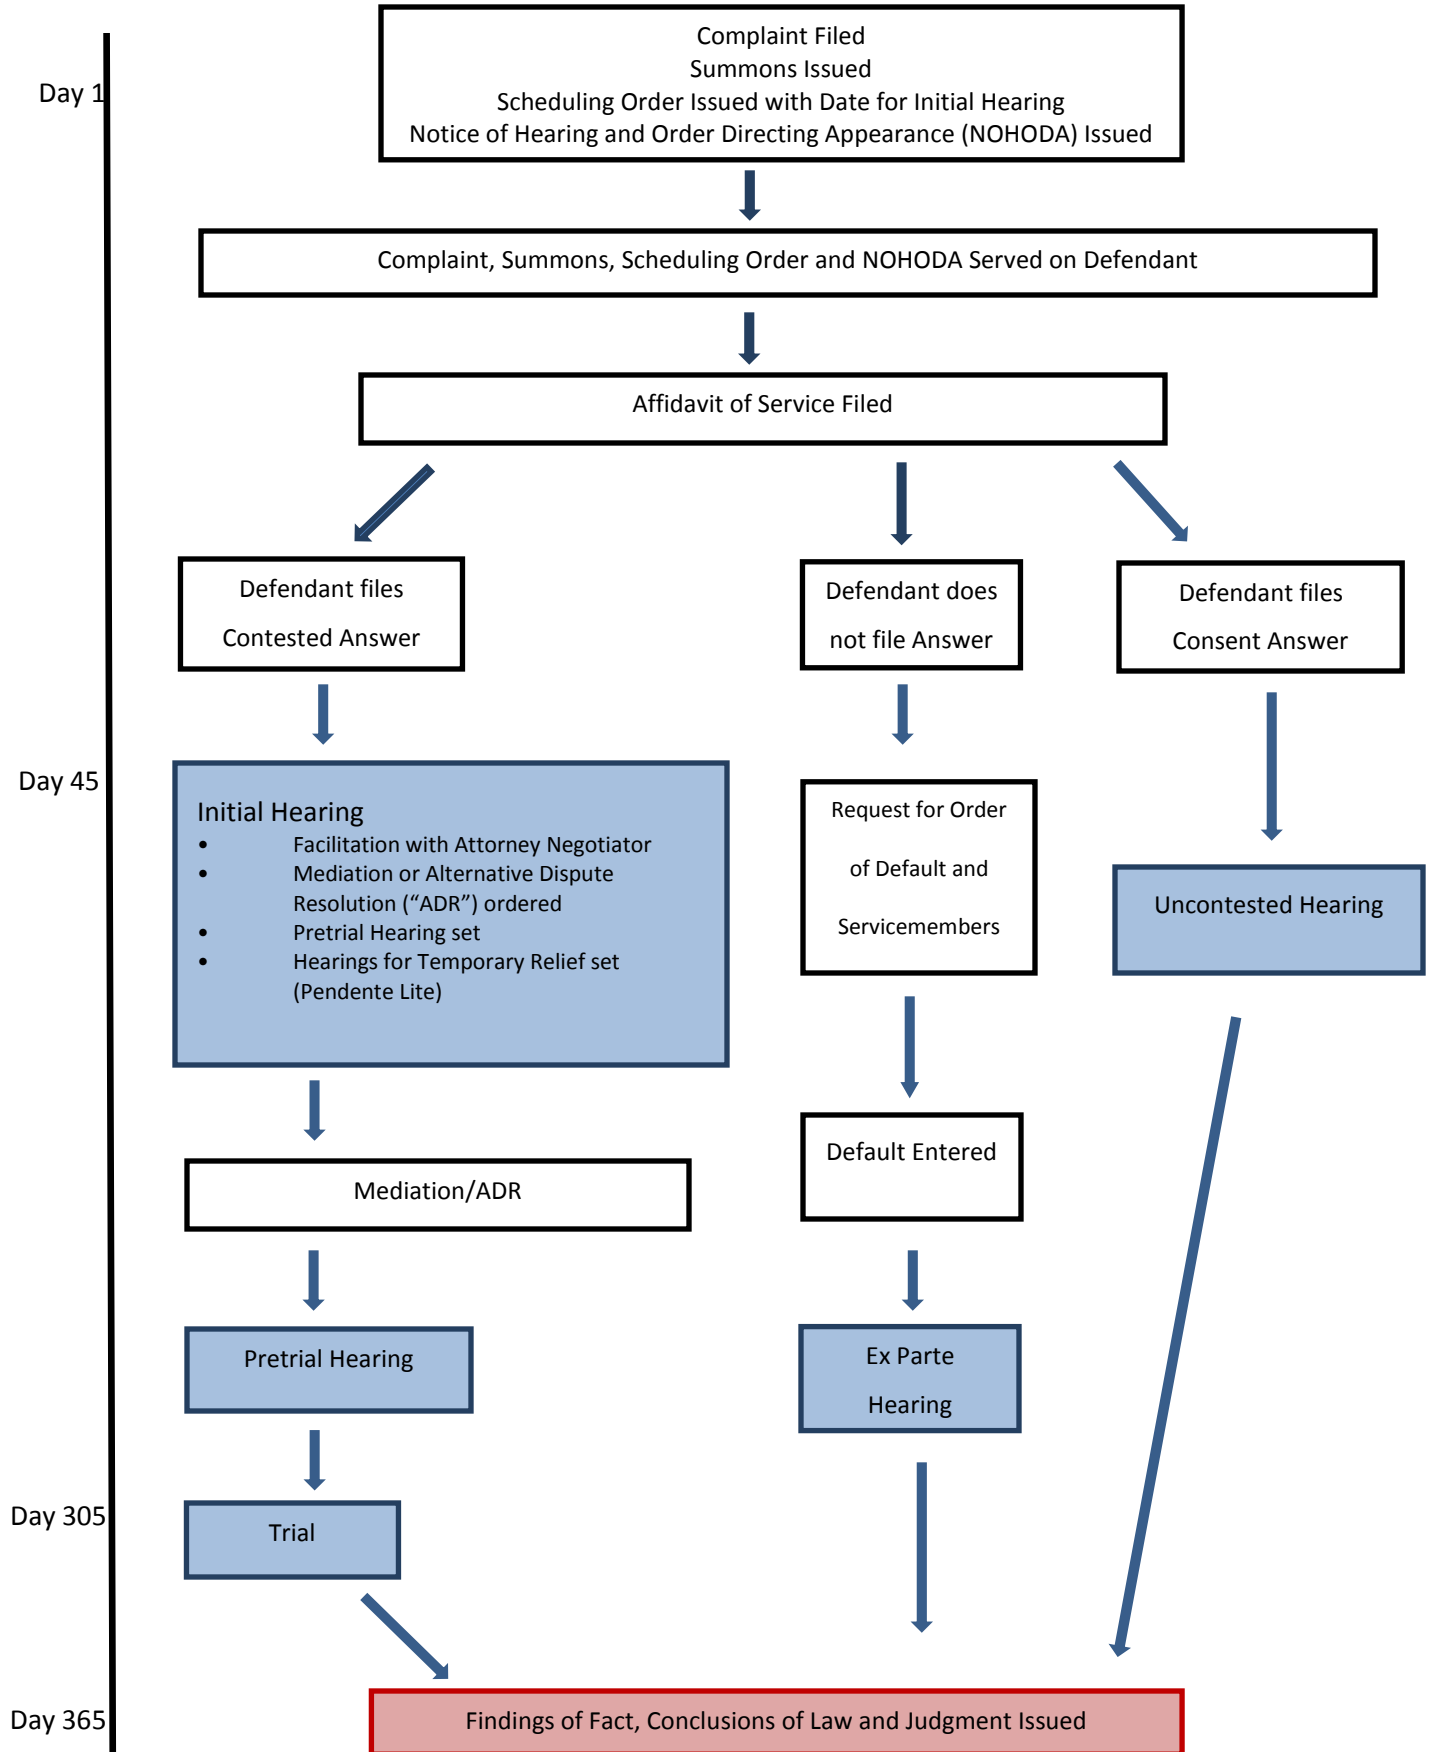 Day 1
Complaint Filed
Summons Issued
Scheduling Order Issued with Date for Initial Hearing
Notice of Hearing and Order Directing Appearance (NOHODA) Issued
Complaint, Summons, Scheduling Order and NOHODA Served on Defendant
Affidavit of Service Filed
Defendant files
Contested Answer
Defendant does
not file Answer
Defendant files
Consent Answer
Day 45
Initial Hearing
• Facilitation with Attorney Negotiator
• Mediation or Alternative Dispute
Resolution (“ADR”) ordered
• Pretrial Hearing set
• Hearings for Temporary Relief set
(Pendente Lite)
Request for Order
of Default and
Servicemembers
Uncontested Hearing
Default Entered
Mediation/ADR
Pretrial Hearing
Ex Parte
Hearing
Day 305
Trial
Day 365
Findings of Fact, Conclusions of Law and Judgment Issued